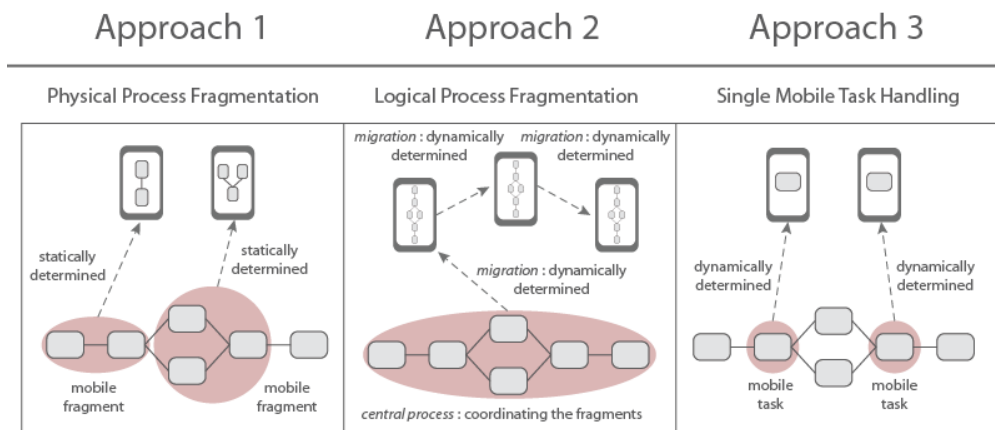 Approach 1
Approach 2
Approach 3
Physical Process Fragmentation
Logical Process Fragmentation
Single Mobile Task Handling
statically
determined
statically
determined
mobile
fragment
mobile
fragment
migration : dynamically
determined
migration : dynamically
determined
migration : dynamically
determined
central process : coordinating the fragments
dynamically
determined
dynamically
determined
mobile
task
mobile
task